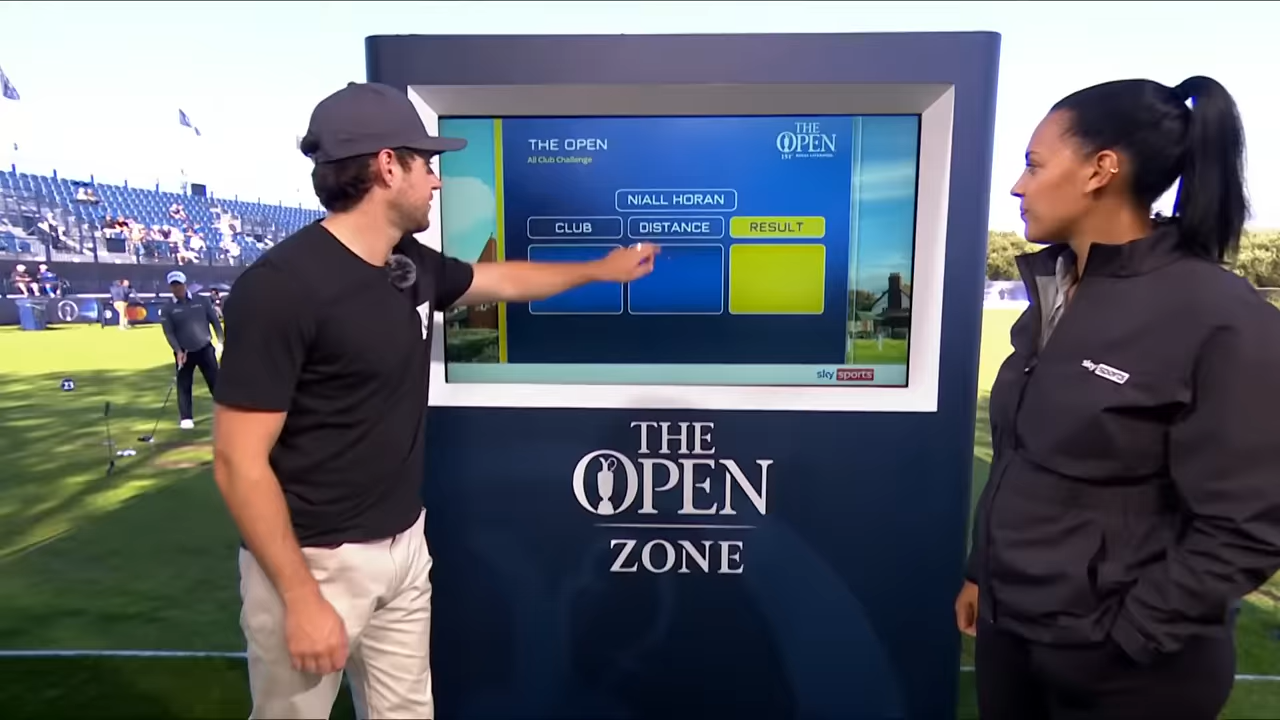 THE OPEN
All Club Challenge
THE
OPEN
NIALL HORAN
CLUB DISTANCE RESULT
sky sports
THE
OPEN
ZONE
sky sports
23